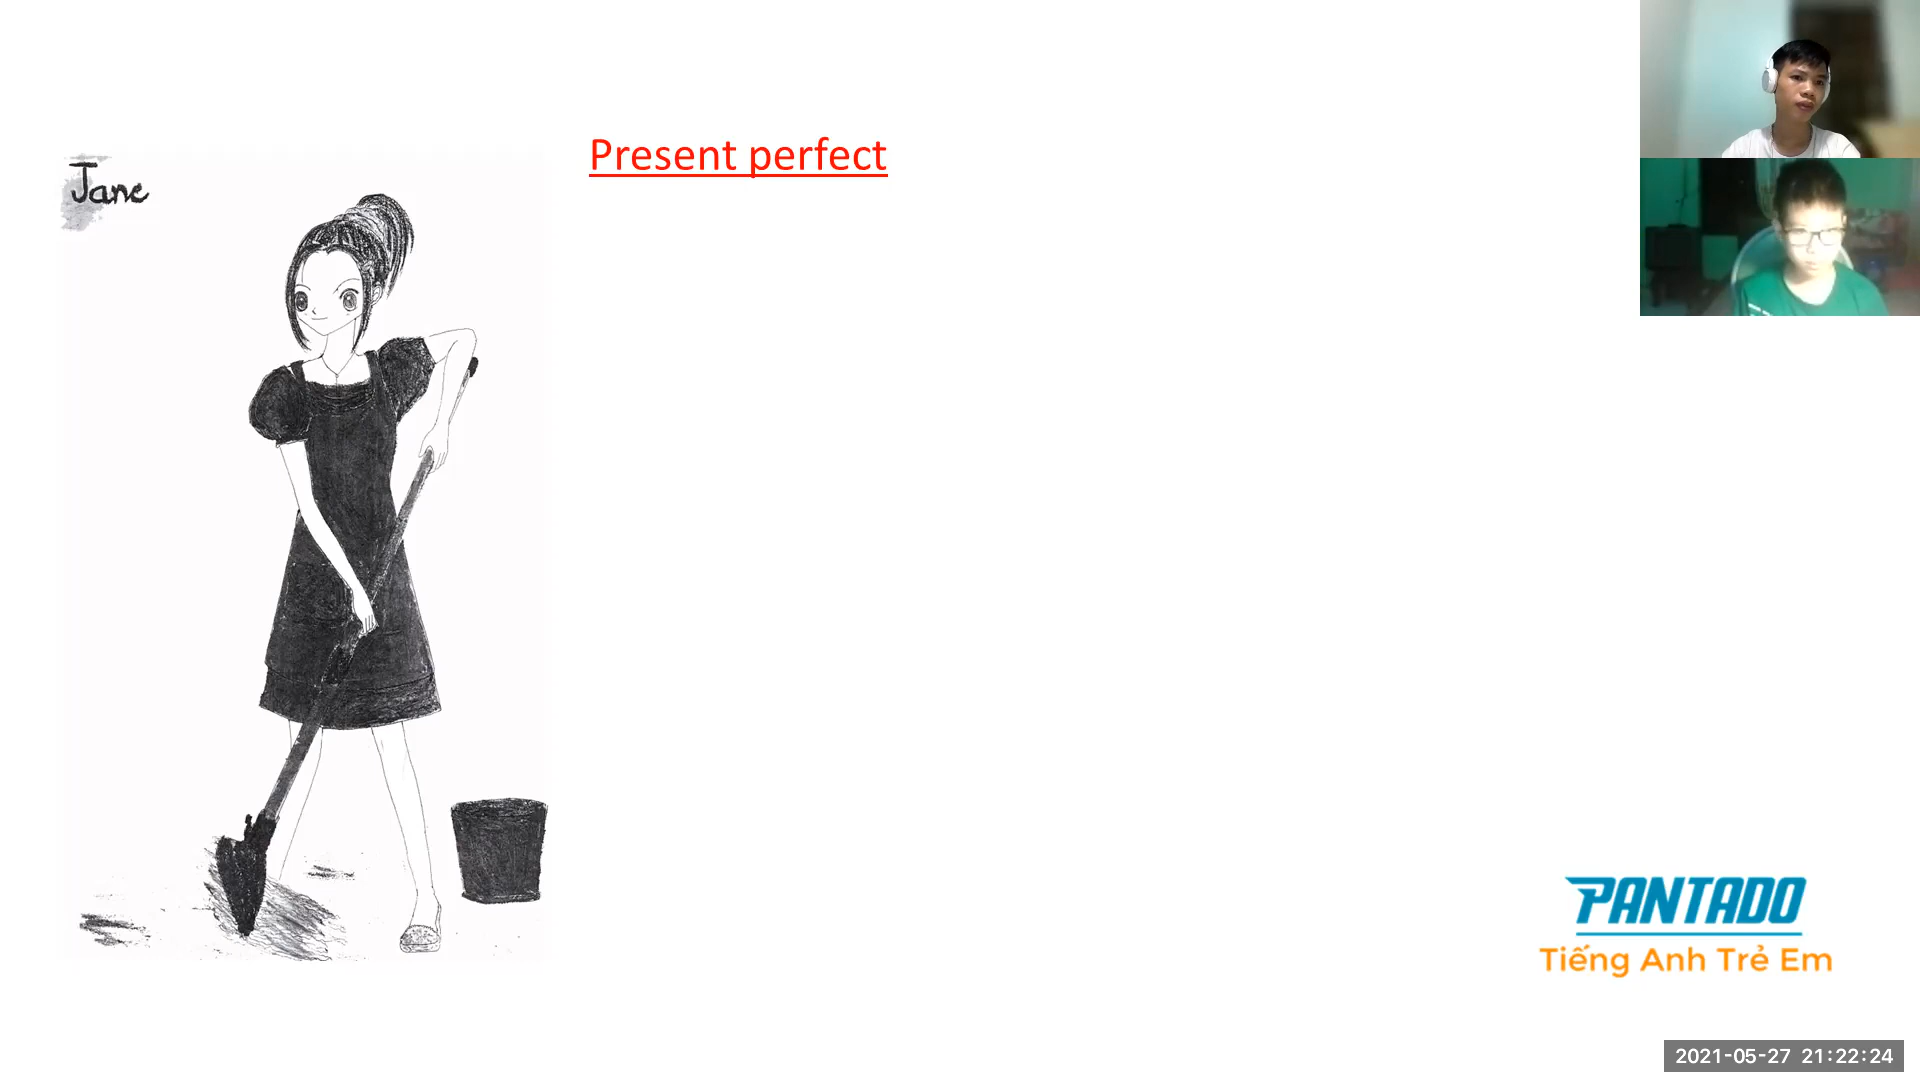 Present perfect
Jane
PANTADO
Tiếng Anh Trẻ Em
2021-05-27 21:22:24